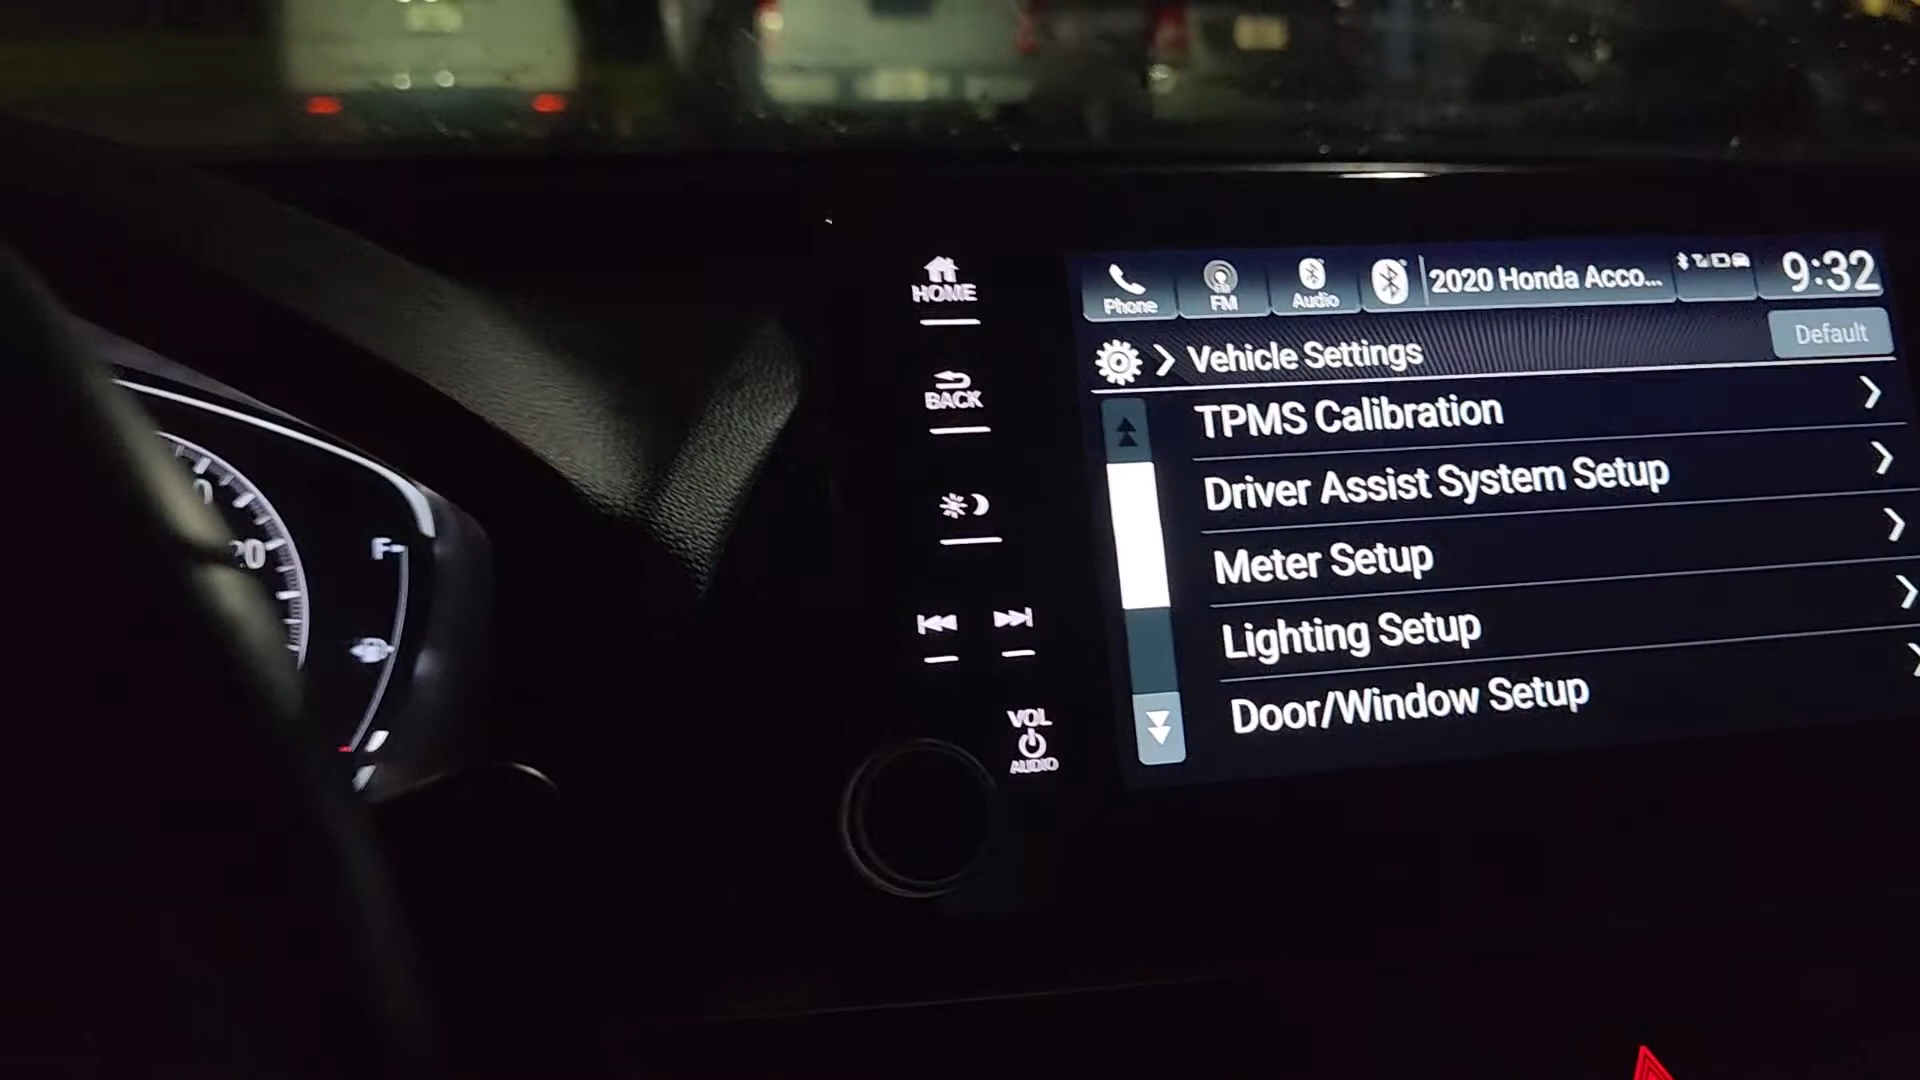 HOME
BACK
VOL
AUDIO
Phone
FM
Audio
2020 Honda Acco...
9:32
Default
Vehicle Settings
TPMS Calibration
Driver Assist System Setup
Meter Setup
Lighting Setup
Door/Window Setup
20
F